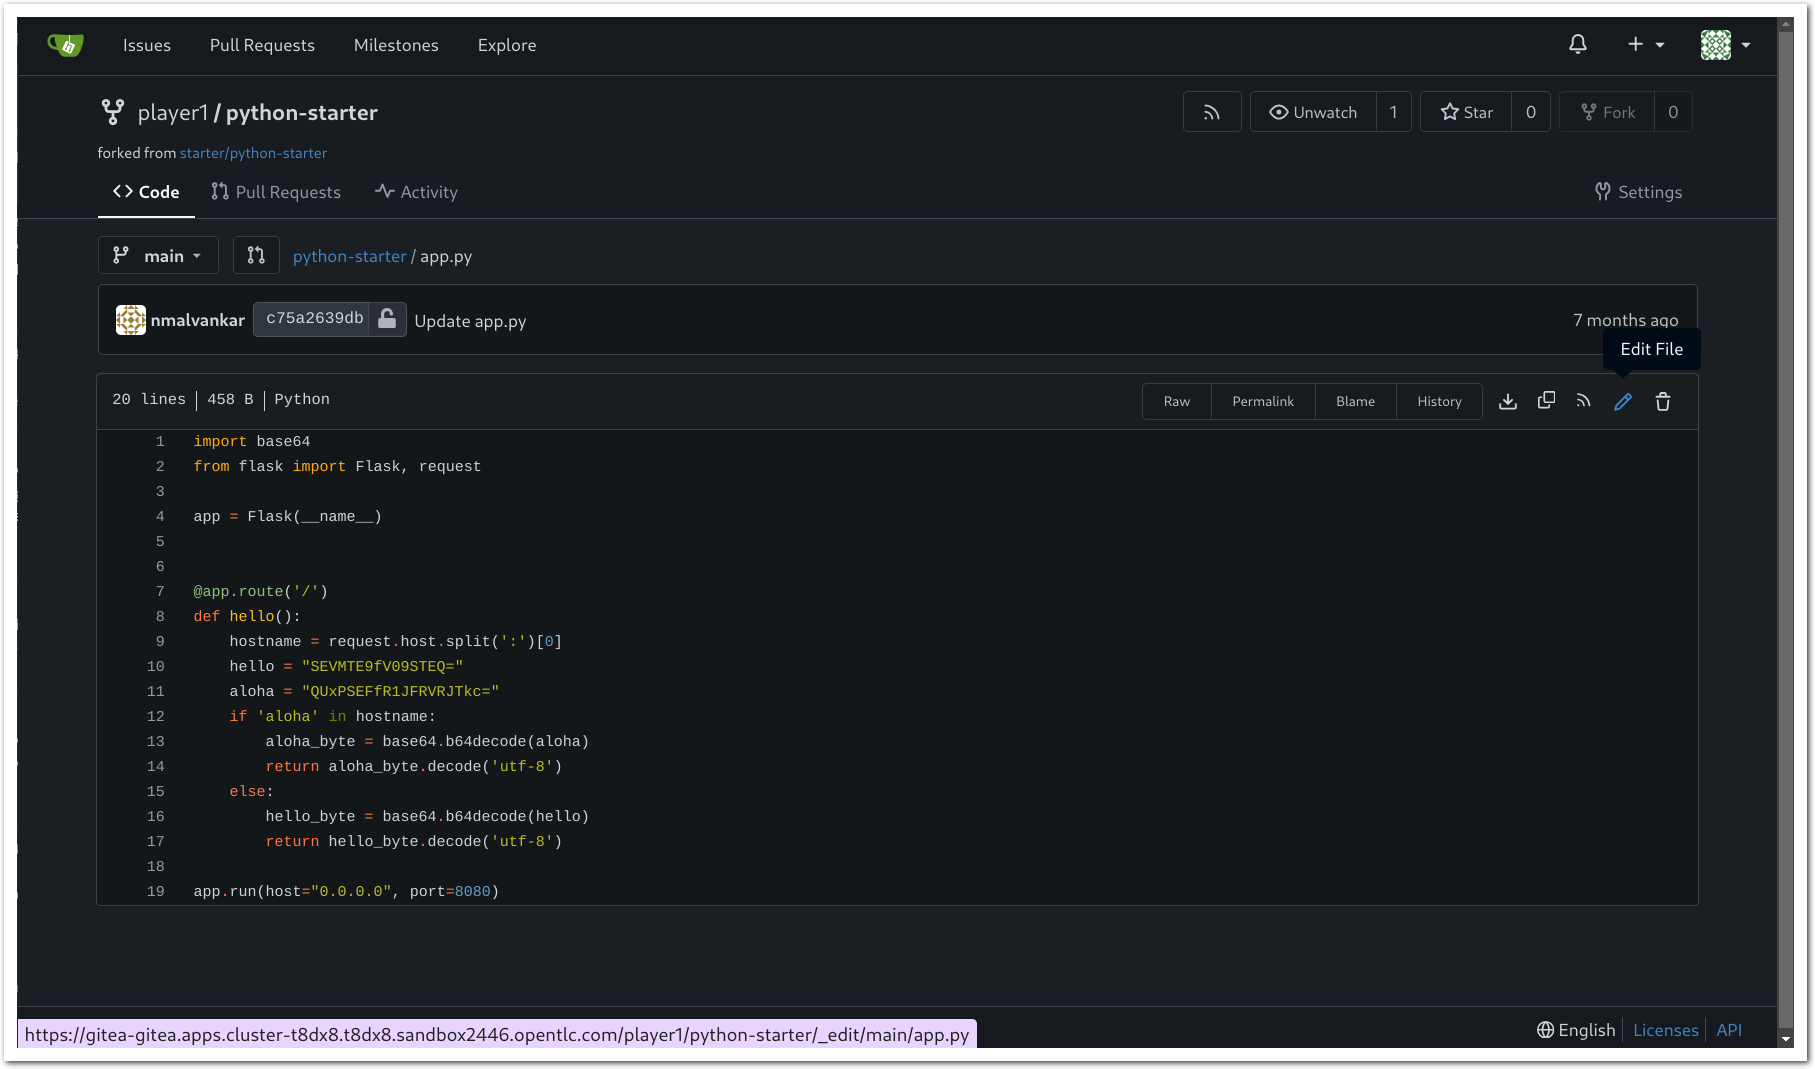 Issues Pull Requests Milestones Explore
player1 / python-starter
Unwatch 1 Star 0 Fork 0
forked from starter/python-starter
Code Pull Requests Activity Settings
main python-starter / app.py
nmalvankar c75a2639db Update app.py 7 months ago
Edit File
20 lines | 458 B | Python Raw Permalink Blame History
1 import base64
2 from flask import Flask, request
3
4 app = Flask(__name__)
5
6
7 @app.route('/')
8 def hello():
9     hostname = request.host.split(':')[0]
10     hello = "SEVMTE9fV09STEQ="
11     aloha = "QUxPSEFfR1JFRVRJTkc="
12     if 'aloha' in hostname:
13         aloha_byte = base64.b64decode(aloha)
14         return aloha_byte.decode('utf-8')
15     else:
16         hello_byte = base64.b64decode(hello)
17         return hello_byte.decode('utf-8')
18
19 app.run(host="0.0.0.0", port=8080)
https://gitea-gitea.apps.cluster-t8dx8.t8dx8.sandbox2446.opentlc.com/player1/python-starter/_edit/main/app.py
English Licenses API